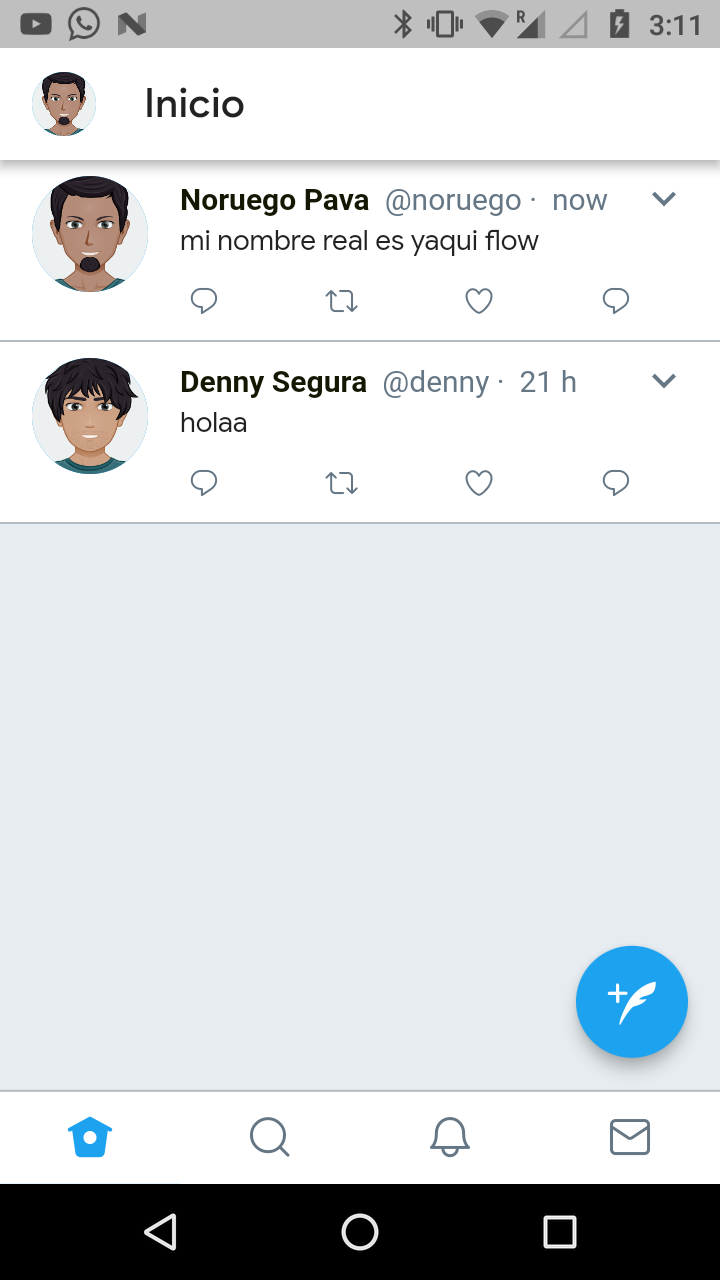 R 3:11
Inicio
Noruego Pava @noruego · now
mi nombre real es yaqui flow
Denny Segura @denny · 21 h
holaa